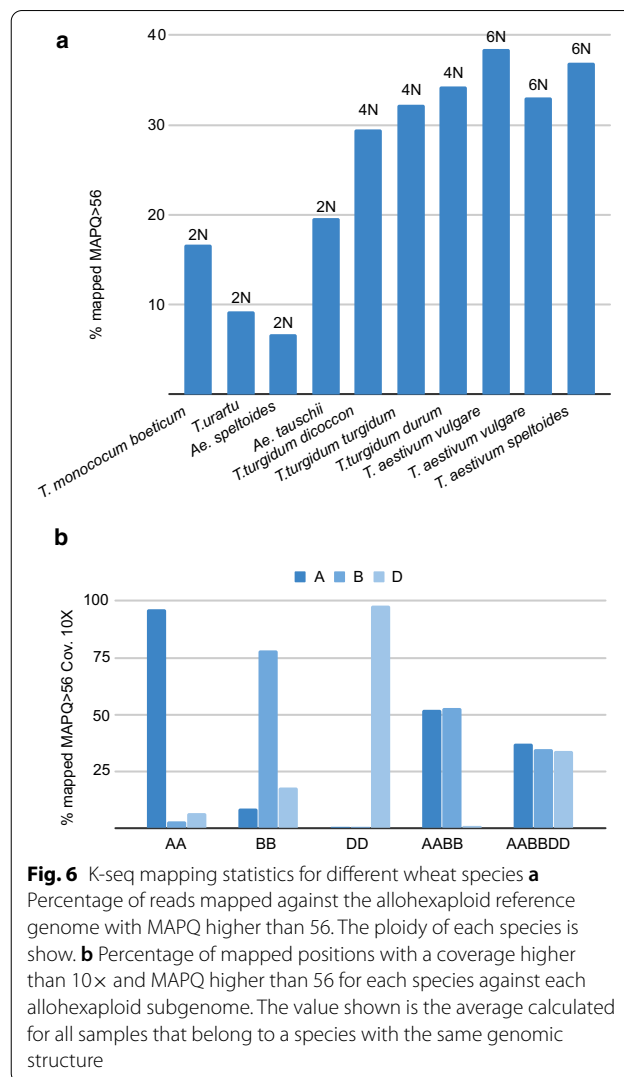 a
40
30
20
10
% mapped MAPQ>56
2N
2N
2N
2N
4N
4N
4N
6N
6N
6N
T. monococum boeticum
T.urartu
Ae. speltoides
Ae. tauschii
T.turgidum dicoccon
T.turgidum turgidum
T.turgidum durum
T. aestivum vulgare
T. aestivum vulgare
T. aestivum speltoides
b
A B D
% mapped MAPQ>56 Cov. 10X
100
75
50
25
AA BB DD AABB AABBDD
Fig. 6 K-seq mapping statistics for different wheat species a
Percentage of reads mapped against the allohexaploid reference
genome with MAPQ higher than 56. The ploidy of each species is
show. b Percentage of mapped positions with a coverage higher
than 10× and MAPQ higher than 56 for each species against each
allohexaploid subgenome. The value shown is the average calculated
for all samples that belong to a species with the same genomic
structure